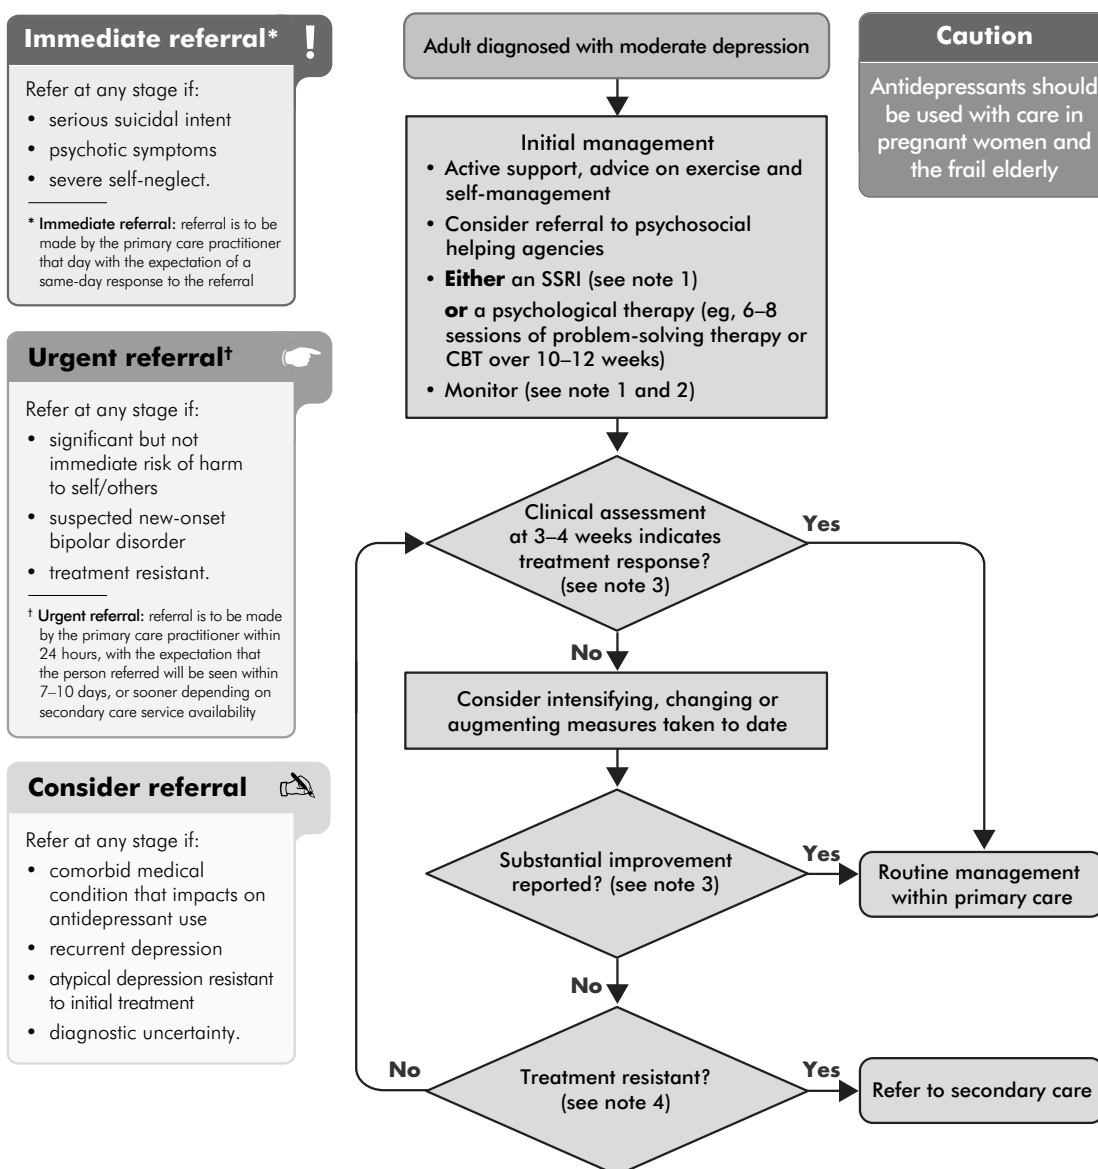 Immediate referral* !
Refer at any stage if:
• serious suicidal intent
• psychotic symptoms
• severe self-neglect.
* Immediate referral: referral is to be
made by the primary care practitioner
that day with the expectation of a
same-day response to the referral
Urgent referral†
Refer at any stage if:
• significant but not
immediate risk of harm
to self/others
• suspected new-onset
bipolar disorder
• treatment resistant.
† Urgent referral: referral is to be made
by the primary care practitioner within
24 hours, with the expectation that
the person referred will be seen within
7–10 days, or sooner depending on
secondary care service availability
Consider referral
Refer at any stage if:
• comorbid medical
condition that impacts on
antidepressant use
• recurrent depression
• atypical depression resistant
to initial treatment
• diagnostic uncertainty.
Adult diagnosed with moderate depression
Initial management
• Active support, advice on exercise and
self-management
• Consider referral to psychosocial
helping agencies
• Either an SSRI (see note 1)
or a psychological therapy (eg, 6–8
sessions of problem-solving therapy or
CBT over 10–12 weeks)
• Monitor (see note 1 and 2)
Clinical assessment
at 3–4 weeks indicates
treatment response?
(see note 3)
Yes
No
Consider intensifying, changing or
augmenting measures taken to date
Substantial improvement
reported? (see note 3)
Yes
Routine management
within primary care
No
Treatment resistant?
(see note 4)
No
Yes
Refer to secondary care
Caution
Antidepressants should
be used with care in
pregnant women and
the frail elderly